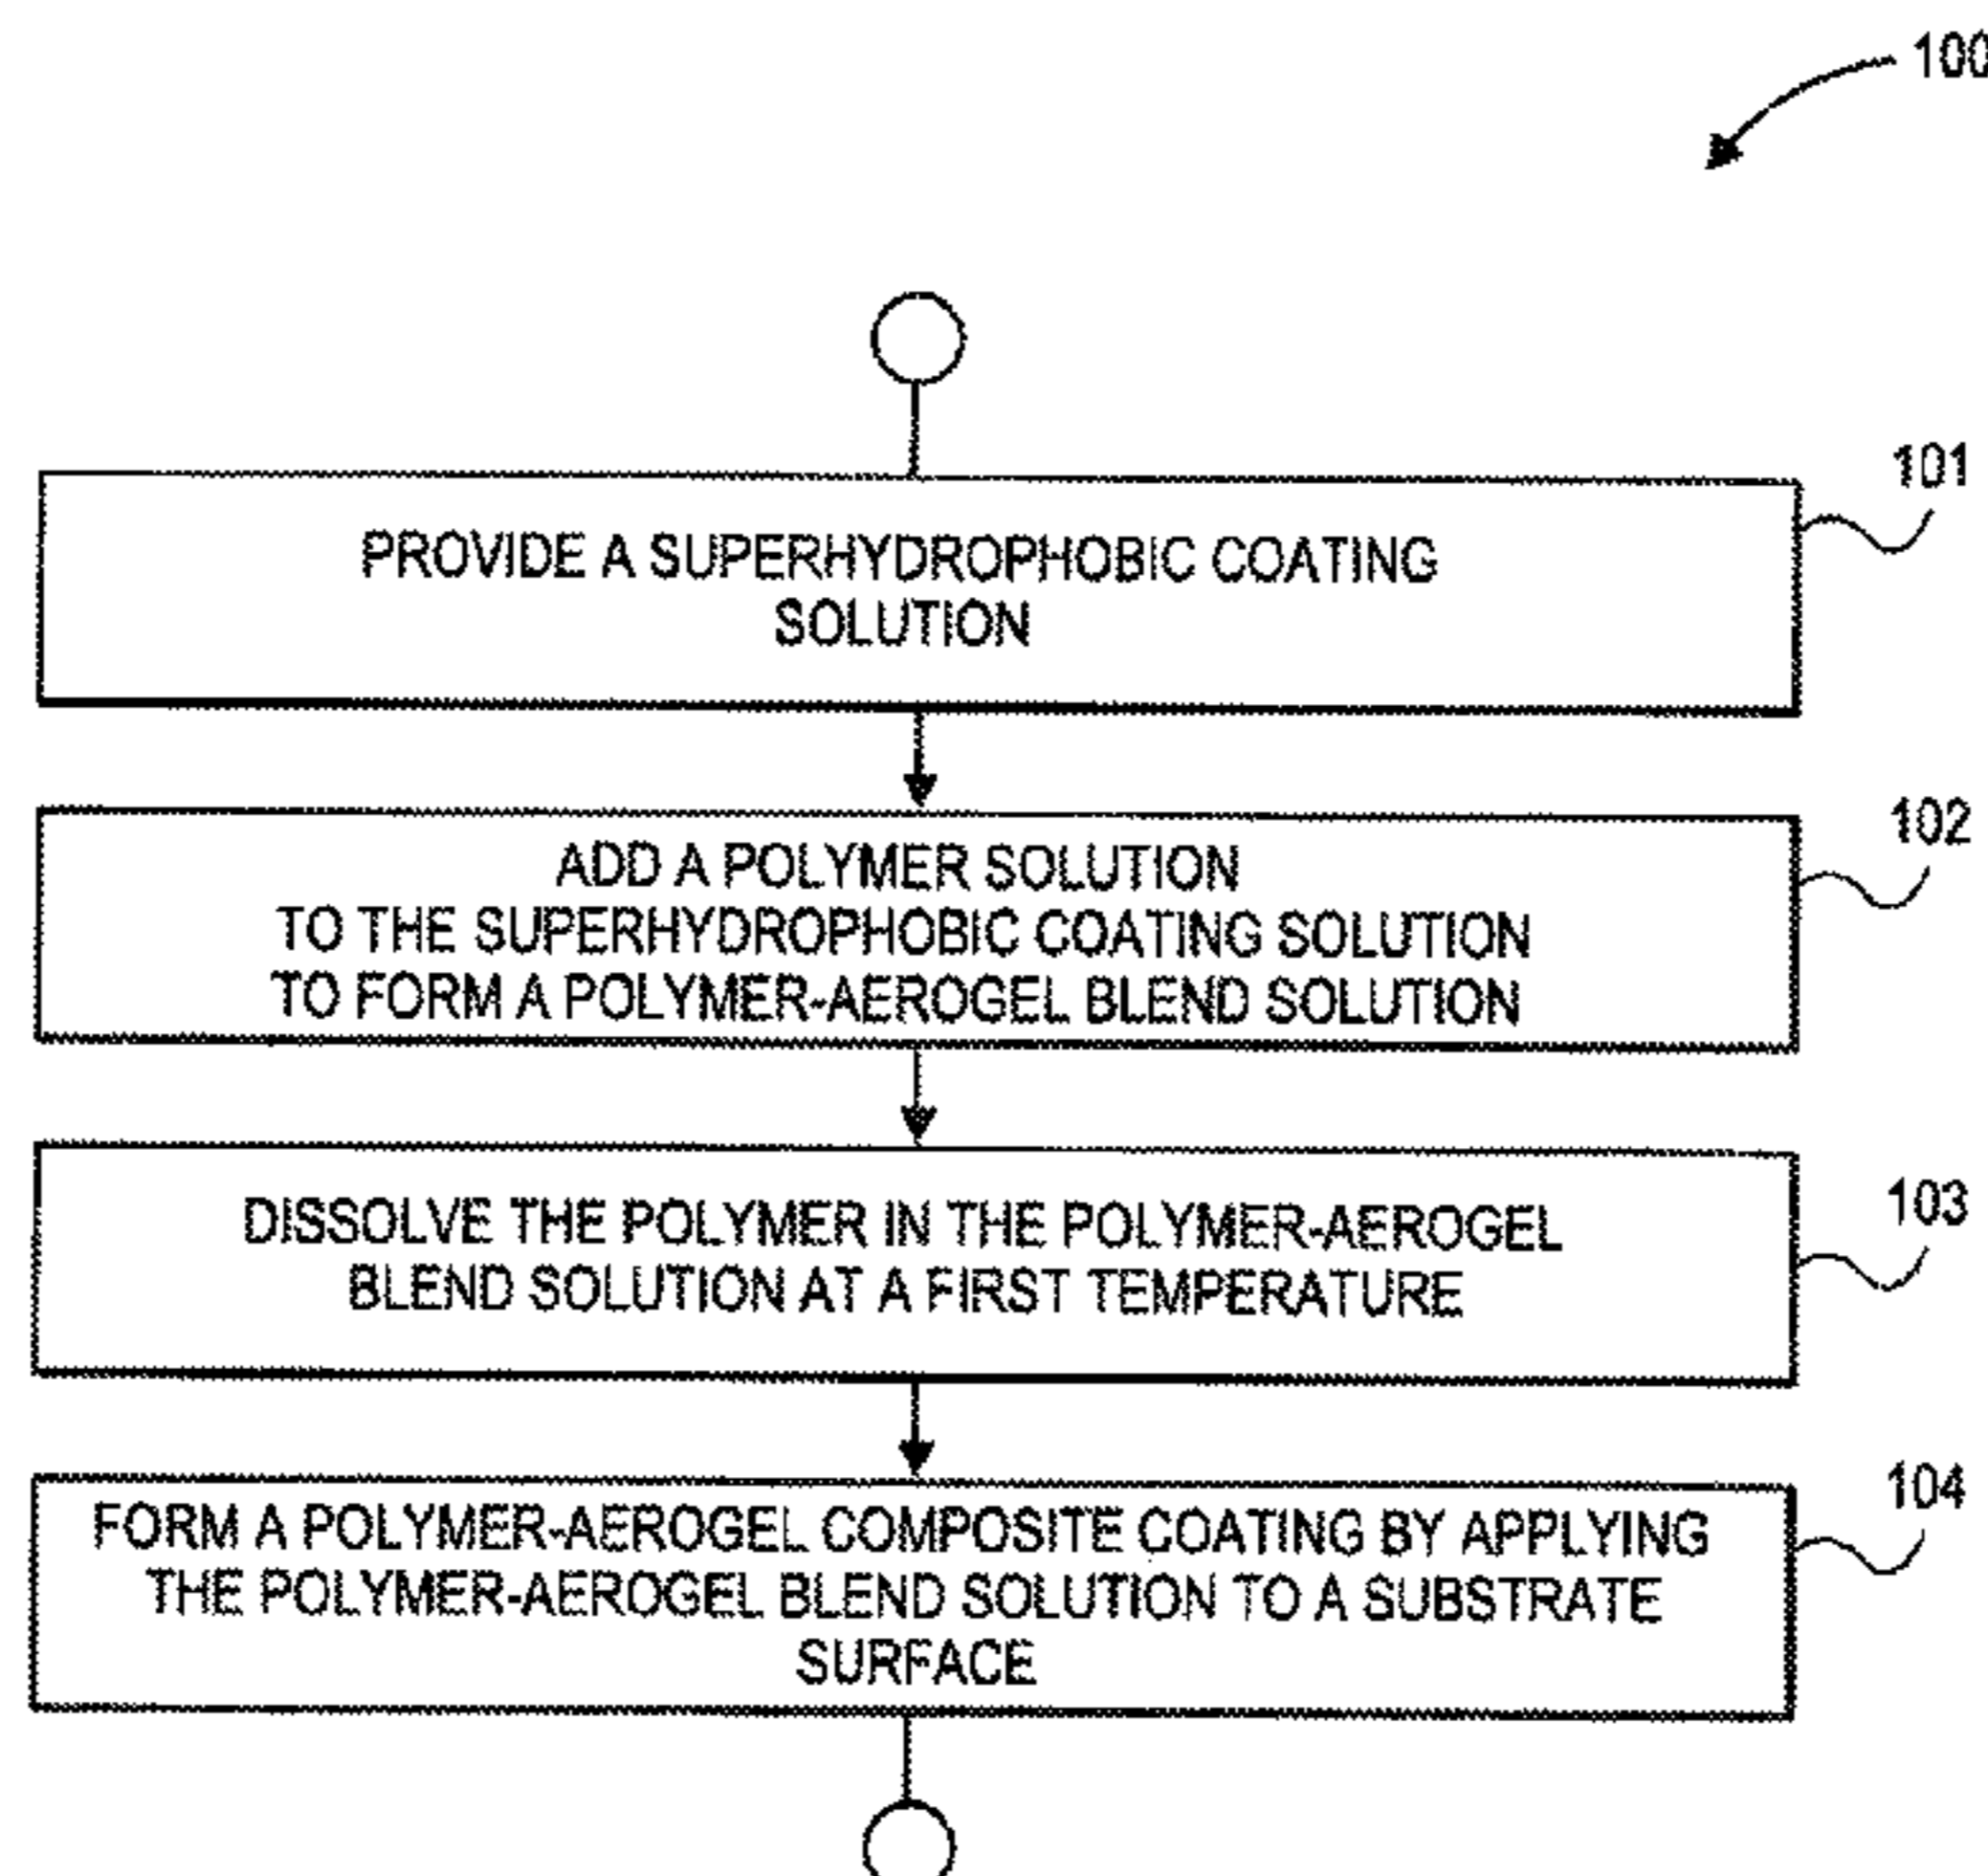 100
101
PROVIDE A SUPERHYDROPHOBIC COATING
SOLUTION
102
ADD A POLYMER SOLUTION
TO THE SUPERHYDROPHOBIC COATING SOLUTION
TO FORM A POLYMER-AEROGEL BLEND SOLUTION
103
DISSOLVE THE POLYMER IN THE POLYMER-AEROGEL
BLEND SOLUTION AT A FIRST TEMPERATURE
104
FORM A POLYMER-AEROGEL COMPOSITE COATING BY APPLYING
THE POLYMER-AEROGEL BLEND SOLUTION TO A SUBSTRATE
SURFACE